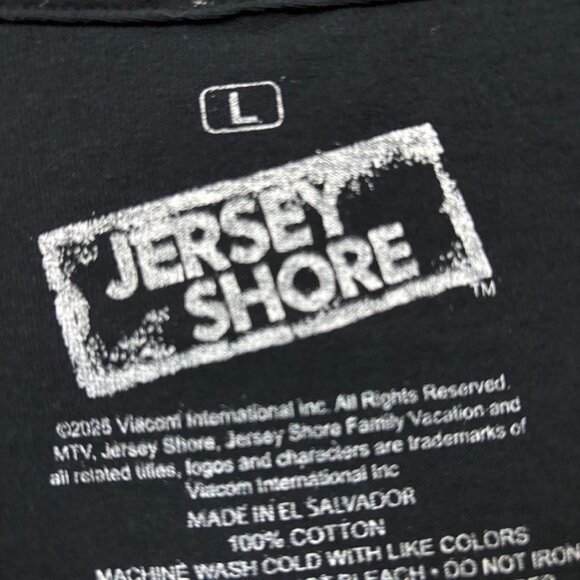 L
JERSEY
SHORE
TM
Viacom International Inc. All Rights Reserved.
MTV, Jersey Shore, Jersey Shore Family Vacation and
all related titles, logos and characters are trademarks of
Viacom International Inc
MADE IN EL SALVADOR
100% COTTON
MACHINE WASH COLD WITH LIKE COLORS
BLEACH • DO NOT IRON